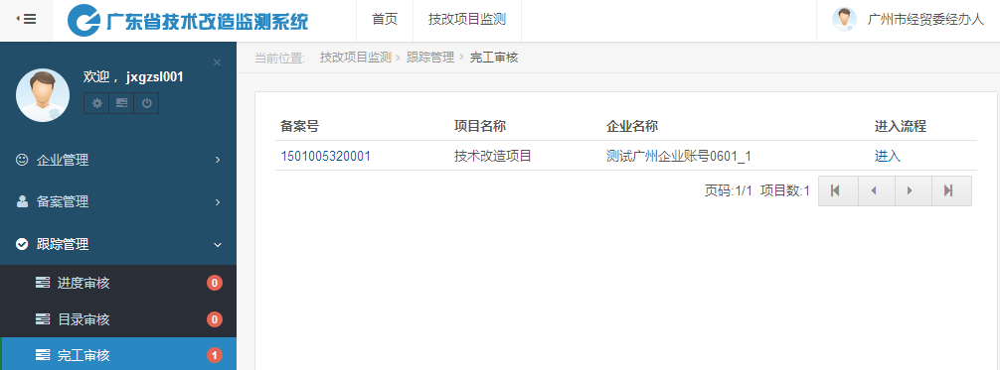 广东省技术改造监测系统
首页 技改项目监测
广州市经贸委经办人
欢迎， jxgzsl001
企业管理
备案管理
跟踪管理
进度审核 0
目录审核 0
完工审核 1
当前位置: 技改项目监测 › 跟踪管理 › 完工审核
备案号 项目名称 企业名称 进入流程
1501005320001 技术改造项目 测试广州企业账号0601_1 进入
页码:1/1 项目数:1